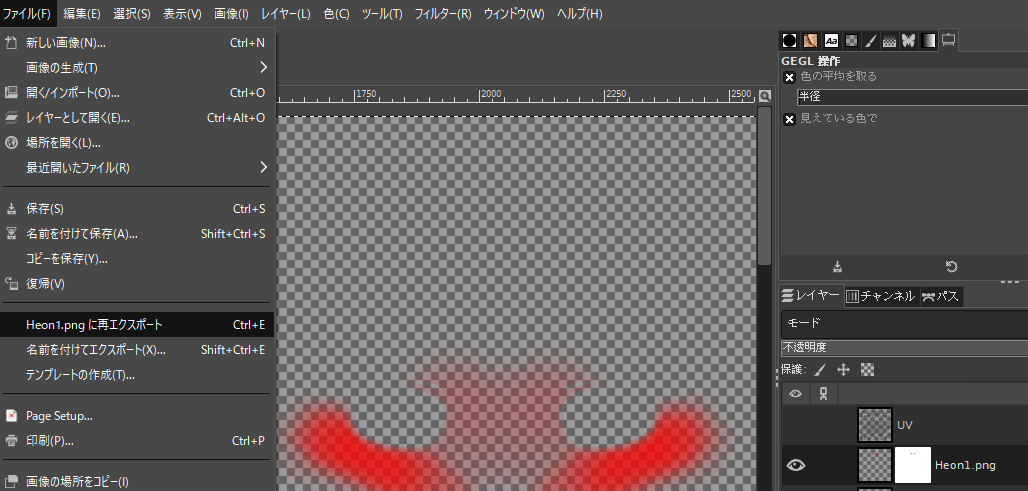 ファイル(F) 編集(E) 選択(S) 表示(V) 画像(I) レイヤー(L) 色(C) ツール(T) フィルター(R) ウィンドウ(W) ヘルプ(H)
新しい画像(N)... Ctrl+N
画像の生成(T)
開く/インポート(O)... Ctrl+O
レイヤーとして開く(E)... Ctrl+Alt+O
場所を開く(L)...
最近開いたファイル(R)
保存(S) Ctrl+S
名前を付けて保存(A)... Shift+Ctrl+S
コピーを保存(Y)...
復帰(V)
Heon1.png に再エクスポート Ctrl+E
名前を付けてエクスポート(X)... Shift+Ctrl+E
テンプレートの作成(T)...
Page Setup...
印刷(P)... Ctrl+P
画像の場所をコピー(I)
1750 2000 2250 2500
Aa
GEGL 操作
色の平均を取る
半径
見えている色で
レイヤー チャンネル パス
モード
不透明度
保護:
UV
Heon1.png